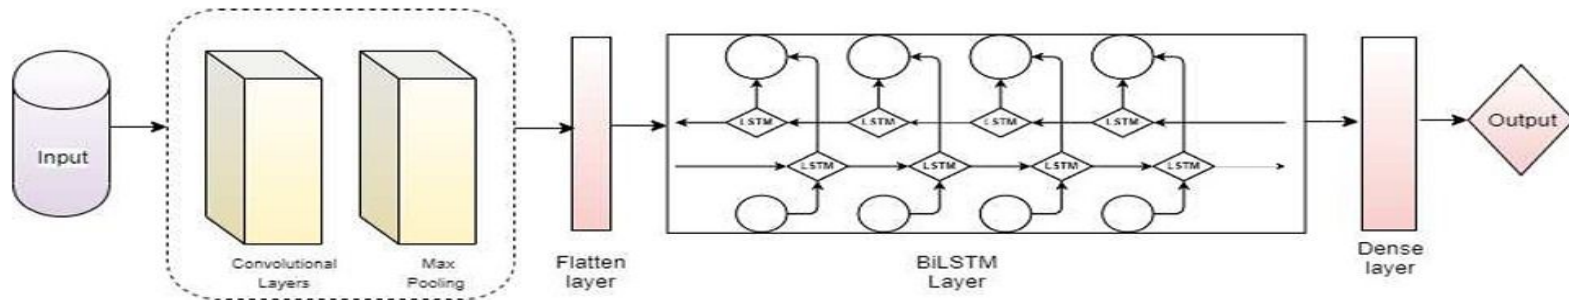 Input
Convolutional
Layers
Max
Pooling
Flatten
layer
LSTM
LSTM
LSTM
LSTM
LSTM
LSTM
LSTM
LSTM
BiLSTM
Layer
Dense
layer
Output